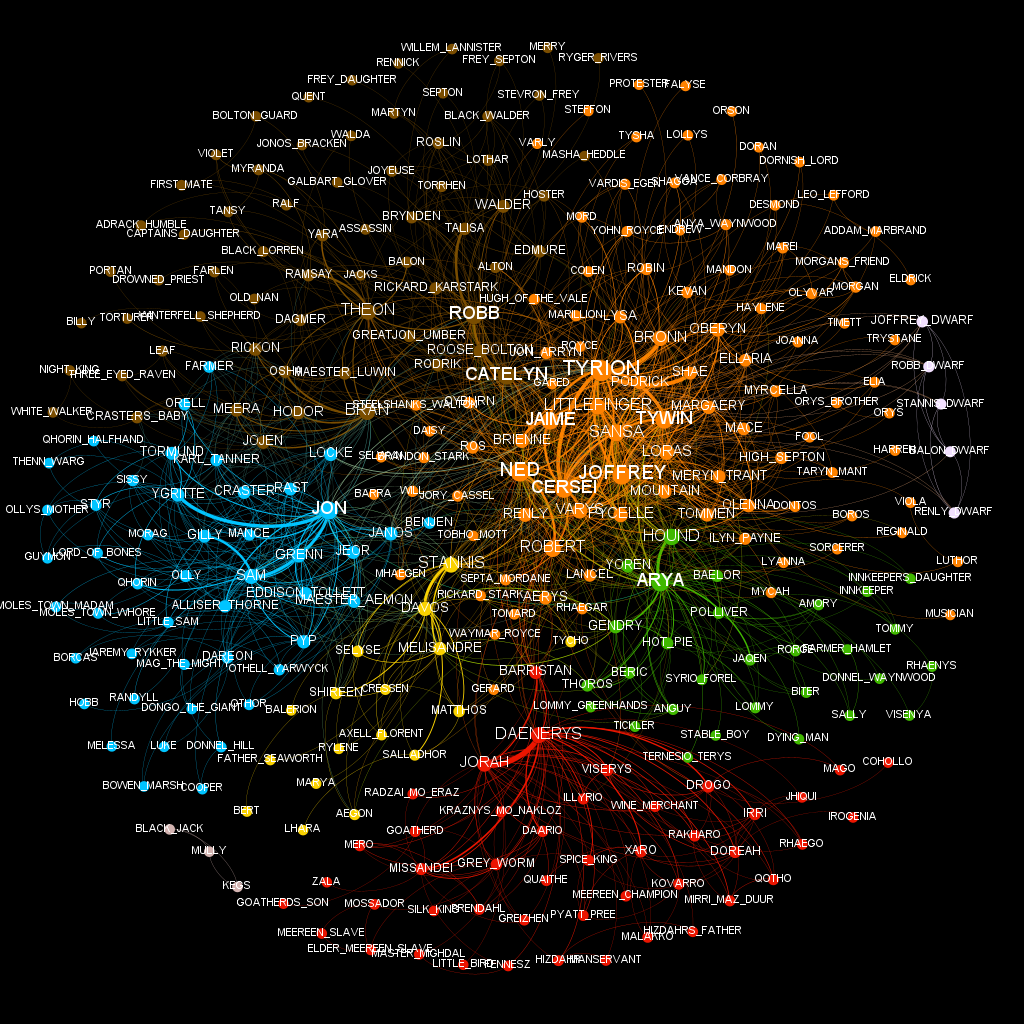 WILLEM_LANNISTER
MERRY
RENNICK
FREY_SEPTON
RYGER_RIVERS
FREY_DAUGHTER
PROTESTER
FALYSE
QUENT
SEPTON
STEVRON_FREY
BOLTON_GUARD
MARTYN
BLACK_WALDER
STEFFON
ORSON
JONOS_BRACKEN
WALDA
ROSLIN
VARLY
TYSHA
LOLLYS
VIOLET
MYRANDA
JOYEUSE
LOTHAR
MASHA_HEDDLE
DORAN
DORNISH_LORD
FIRST_MATE
GALBART_GLOVER
TORRHEN
HOSTER
VARDIS_EGEN
SHAGGA
VANCE_CORBRAY
LEO_LEFFORD
TANSY
RALF
BRYNDEN
WALDER
MORD
DESMOND
ADRACK_HUMBLE
CAPTAINS_DAUGHTER
YARA
ASSASSIN
TALISA
YOHN_ROYCE
ENDREW
ANYA_WAYNWOOD
ADDAM_MARBRAND
BLACK_LORREN
EDMURE
MAREI
PORTAN
DROWNED_PRIEST
FARLEN
RAMSAY
JACKS
BALON
ALTON
COLEN
ROBIN
MANDON
MORGANS_FRIEND
ELDRICK
OLD_NAN
RICKARD_KARSTARK
HUGH_OF_THE_VALE
KEVAN
OLYVAR
MORGAN
BILLY
TORTURER
WINTERFELL_SHEPHERD
DAGMER
THEON
ROBB
MARILLION
LYSA
HAYLENE
TIMETT
JOFFREY_DWARF
LEAF
RICKON
GREATJON_UMBER
ROOSE_BOLTON
JON_ARRYN
ROYCE
BRONN
OBERYN
JOANNA
TRYSTANE
NIGHT_KING
THREE_EYED_RAVEN
FARMER
OSHA
MAESTER_LUWIN
RODRIK
CATELYN
TYRION
GARED
PODRICK
SHAE
ELLARIA
ELIA
ROBB_DWARF
WHITE_WALKER
CRASTERS_BABY
ORELL
MEERA
HODOR
BRAN
STEELSHANKS_WALTON
QYBURN
JAIME
LITTLEFINGER
TYWIN
MARGAERY
MYRCELLA
ORYS_BROTHER
ORYS
STANNIS_DWARF
QHORIN_HALFHAND
TORMUND
JOJEN
DAISY
ROS
BRIENNE
SANSA
LORAS
MACE
FOOL
HARREN
BALON_DWARF
THENN_WARG
KARL_TANNER
LOCKE
BRANDON_STARK
NED
JOFFREY
MERYN_TRANT
HIGH_SEPTON
TARYN_MANT
SISSY
YGRITTE
CRASTER
RAST
BARRA
WILL
JORY_CASSEL
CERSEI
MOUNTAIN
OLENNA
DONTOS
VIOLA
OLLYS_MOTHER
STYR
JON
RENLY
VARYS
PYCELLE
TOMMEN
BOROS
RENLY_DWARF
MORAG
GILLY
MANCE
JANOS
BENJEN
TOBHO_MOTT
HOUND
ILYN_PAYNE
REGINALD
GUYMON
LORD_OF_BONES
GRENN
JEOR
STANNIS
ROBERT
YOREN
LYANNA
SORCERER
LUTHOR
QHORIN
OLLY
SAM
MHAEGEN
SEPTA_MORDANE
LANCEL
ARYA
BAELOR
INNKEEPERS_DAUGHTER
MOLES_TOWN_MADAM
MOLES_TOWN_WHORE
ALLISER_THORNE
EDDISON_TOLLETT
MAESTER_AEMON
DAVOS
RICKARD_STARK
AERYS
RHAEGAR
MYCAH
AMORY
INNKEEPER
LITTLE_SAM
TOMARD
GENDRY
POLLIVER
MUSICIAN
BORCAS
JAREMY_RYKKER
MAG_THE_MIGHTY
DAREON
PYP
OTHELL_YARWYCK
SELYSE
MELISANDRE
WAYMAR_ROYCE
TYCHO
HOT_PIE
JAQEN
RORGE
FARMER_HAMLET
TOMMY
HOBB
RANDYLL
DONGO_THE_GIANT
OTHOR
SHIREEN
CRESSEN
BARRISTAN
GERARD
THOROS
BERIC
SYRIO_FOREL
BITER
DONNEL_WAYNWOOD
RHAENYS
BALERION
MATTHOS
LOMMY_GREENHANDS
ANGUY
LOMMY
SALLY
VISENYA
MELESSA
LUKE
DONNEL_HILL
RYLENE
AXELL_FLORENT
DAENERYS
TICKLER
STABLE_BOY
DYING_MAN
FATHER_SEAWORTH
SALLADHOR
JORAH
TERNESIO_TERYS
BOWEN_MARSH
COOPER
MARYA
RADZAI_MO_ERAZ
VISERYS
DROGO
MAGO
COHOLLO
BERT
LHARA
AEGON
KRAZNYS_MO_NAKLOZ
ILLYRIO
WINE_MERCHANT
IRRI
JHIQUI
IROGENIA
BLACK_JACK
GOATHERD
DAARIO
RAKHARO
MULLY
MERO
MISSANDEI
GREY_WORM
SPICE_KING
XARO
DOREAH
RHAEGO
KEGS
ZALA
QUAITHE
KOVARRO
QOTHO
GOATHERDS_SON
MOSSADOR
SILK_KING
PRENDAHL
GREIZHEN
PYATT_PREE
MEEREEN_CHAMPION
MIRRI_MAZ_DUUR
MEEREEN_SLAVE
ELDER_MEEREEN_SLAVE
MASTER_MIGHDAL
MALAKKO
HIZDAHRS_FATHER
LITTLE_BIRD
FENNESZ
HIZDAHR
MANSERVANT